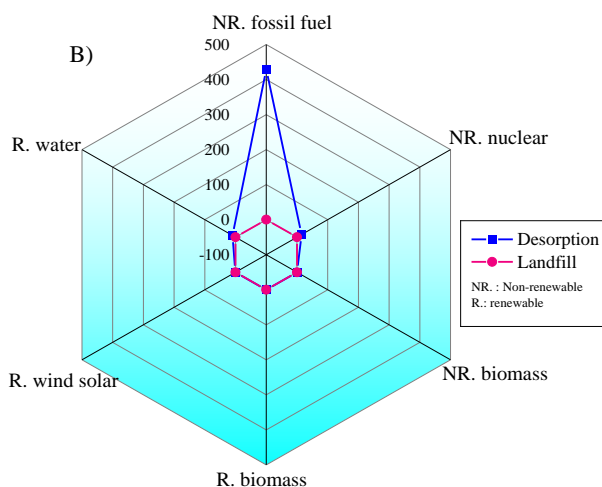 NR. fossil fuel
500
B)
400
300
R. water
NR. nuclear
200
100
0
-100
Desorption
Landfill
NR. : Non-renewable
R.: renewable
R. wind solar
NR. biomass
R. biomass